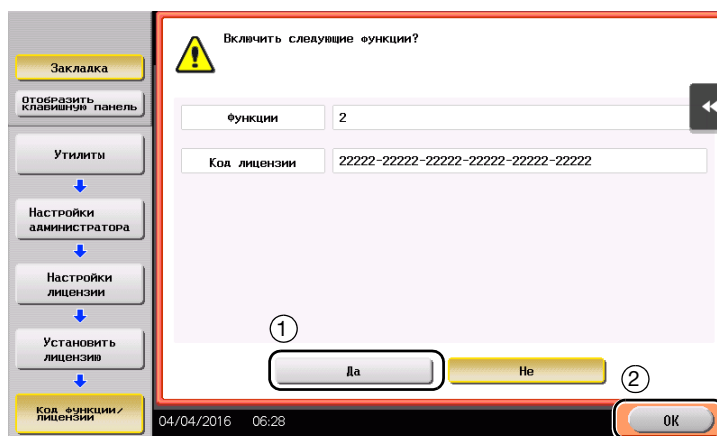 Включить следующие функции?
Закладка
Отобразить
клавишную панель
Функции
2
Утилиты
Код лицензии
22222-22222-22222-22222-22222-22222
Настройки
администратора
Настройки
лицензии
Установить
лицензию
1
Да
Не
2
Код функции/
лицензии
04/04/2016 06:28
OK